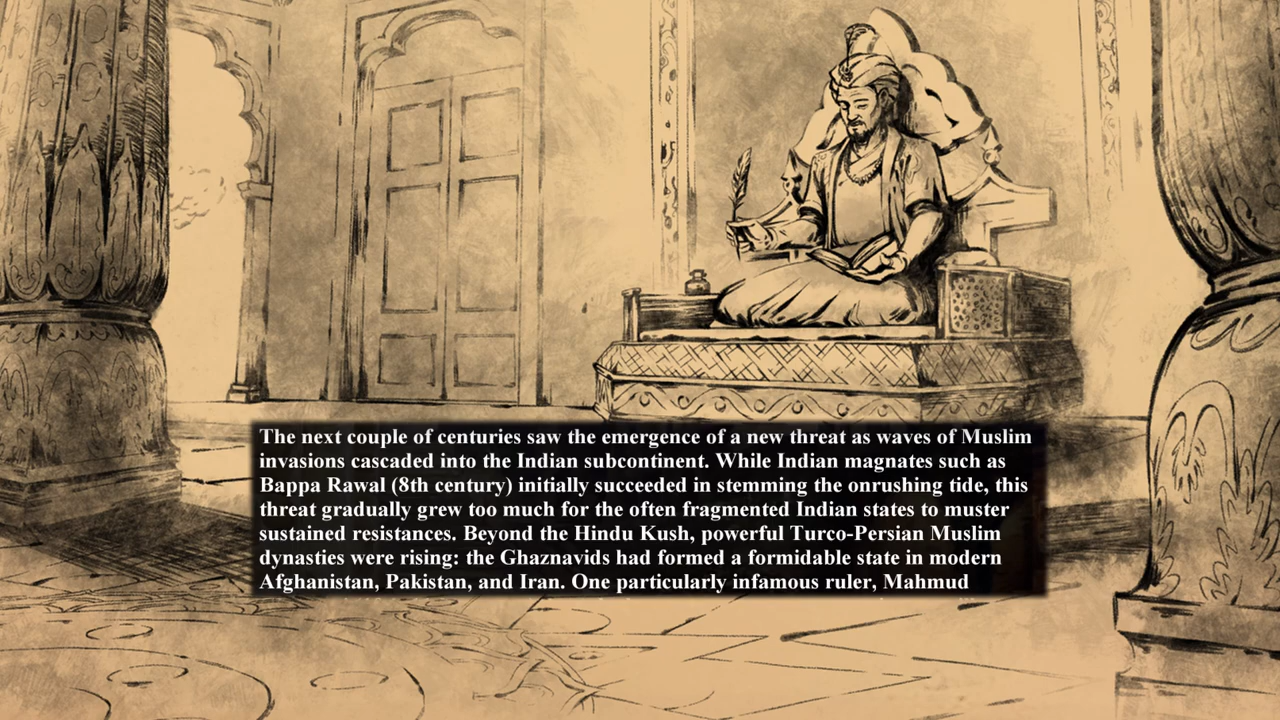 The next couple of centuries saw the emergence of a new threat as waves of Muslim
invasions cascaded into the Indian subcontinent. While Indian magnates such as
Bappa Rawal (8th century) initially succeeded in stemming the onrushing tide, this
threat gradually grew too much for the often fragmented Indian states to muster
sustained resistances. Beyond the Hindu Kush, powerful Turco-Persian Muslim
dynasties were rising: the Ghaznavids had formed a formidable state in modern
Afghanistan, Pakistan, and Iran. One particularly infamous ruler, Mahmud